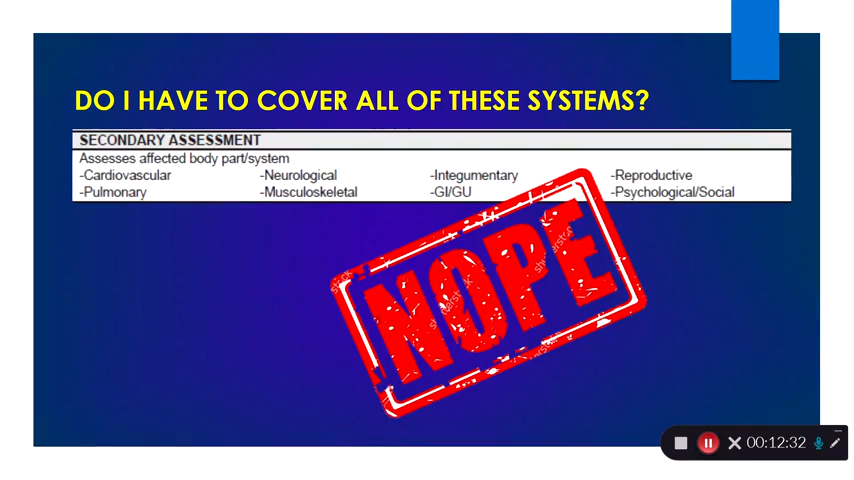 DO I HAVE TO COVER ALL OF THESE SYSTEMS?
SECONDARY ASSESSMENT
Assesses affected body part/system
-Cardiovascular -Neurological -Integumentary -Reproductive
-Pulmonary -Musculoskeletal -GI/GU -Psychological/Social
NOPE
00:12:32